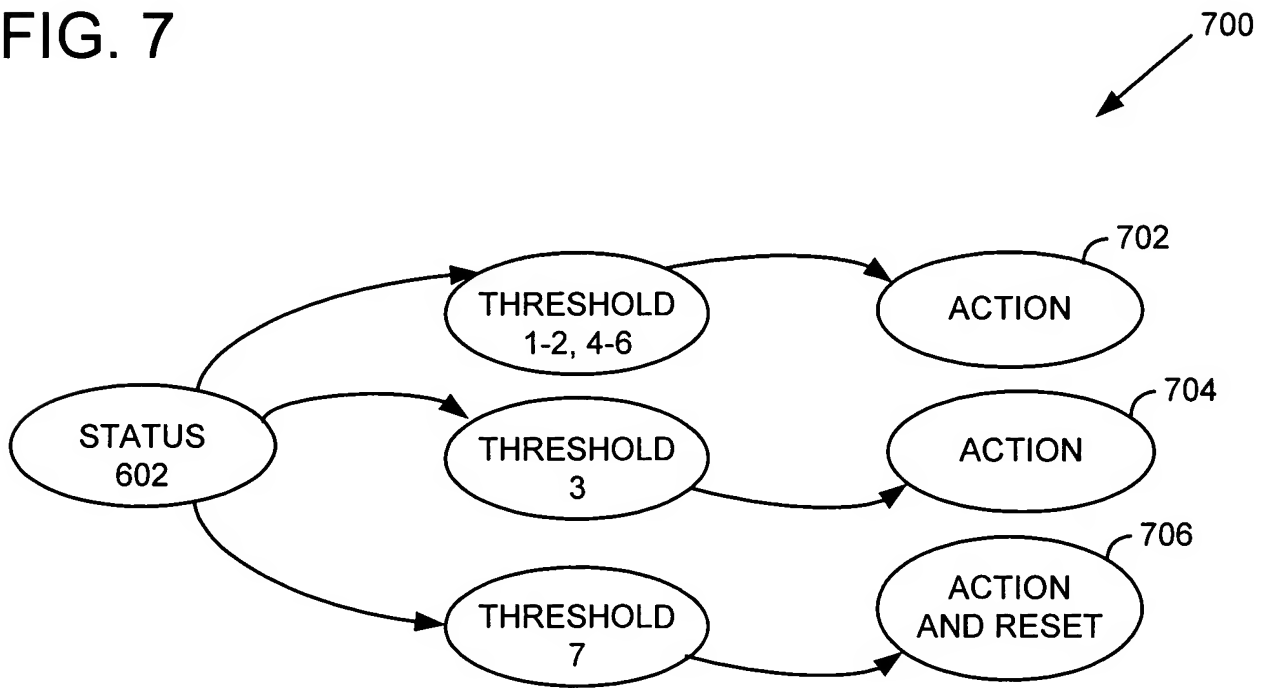 FIG. 7
700
702
THRESHOLD
1-2, 4-6
ACTION
704
STATUS
602
THRESHOLD
3
ACTION
706
THRESHOLD
7
ACTION
AND RESET